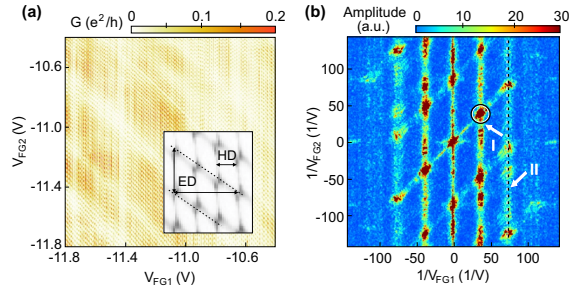 (a)
G (e²/h)
0
0.1
0.2
-10.6
-11.0
-11.4
-11.8
V_FG2 (V)
HD
ED
-11.8
-11.4
-11.0
-10.6
V_FG1 (V)
(b)
Amplitude
(a.u.)
0
10
20
30
100
50
0
-50
-100
1/V_FG2 (1/V)
I
II
-100
-50
0
50
100
1/V_FG1 (1/V)